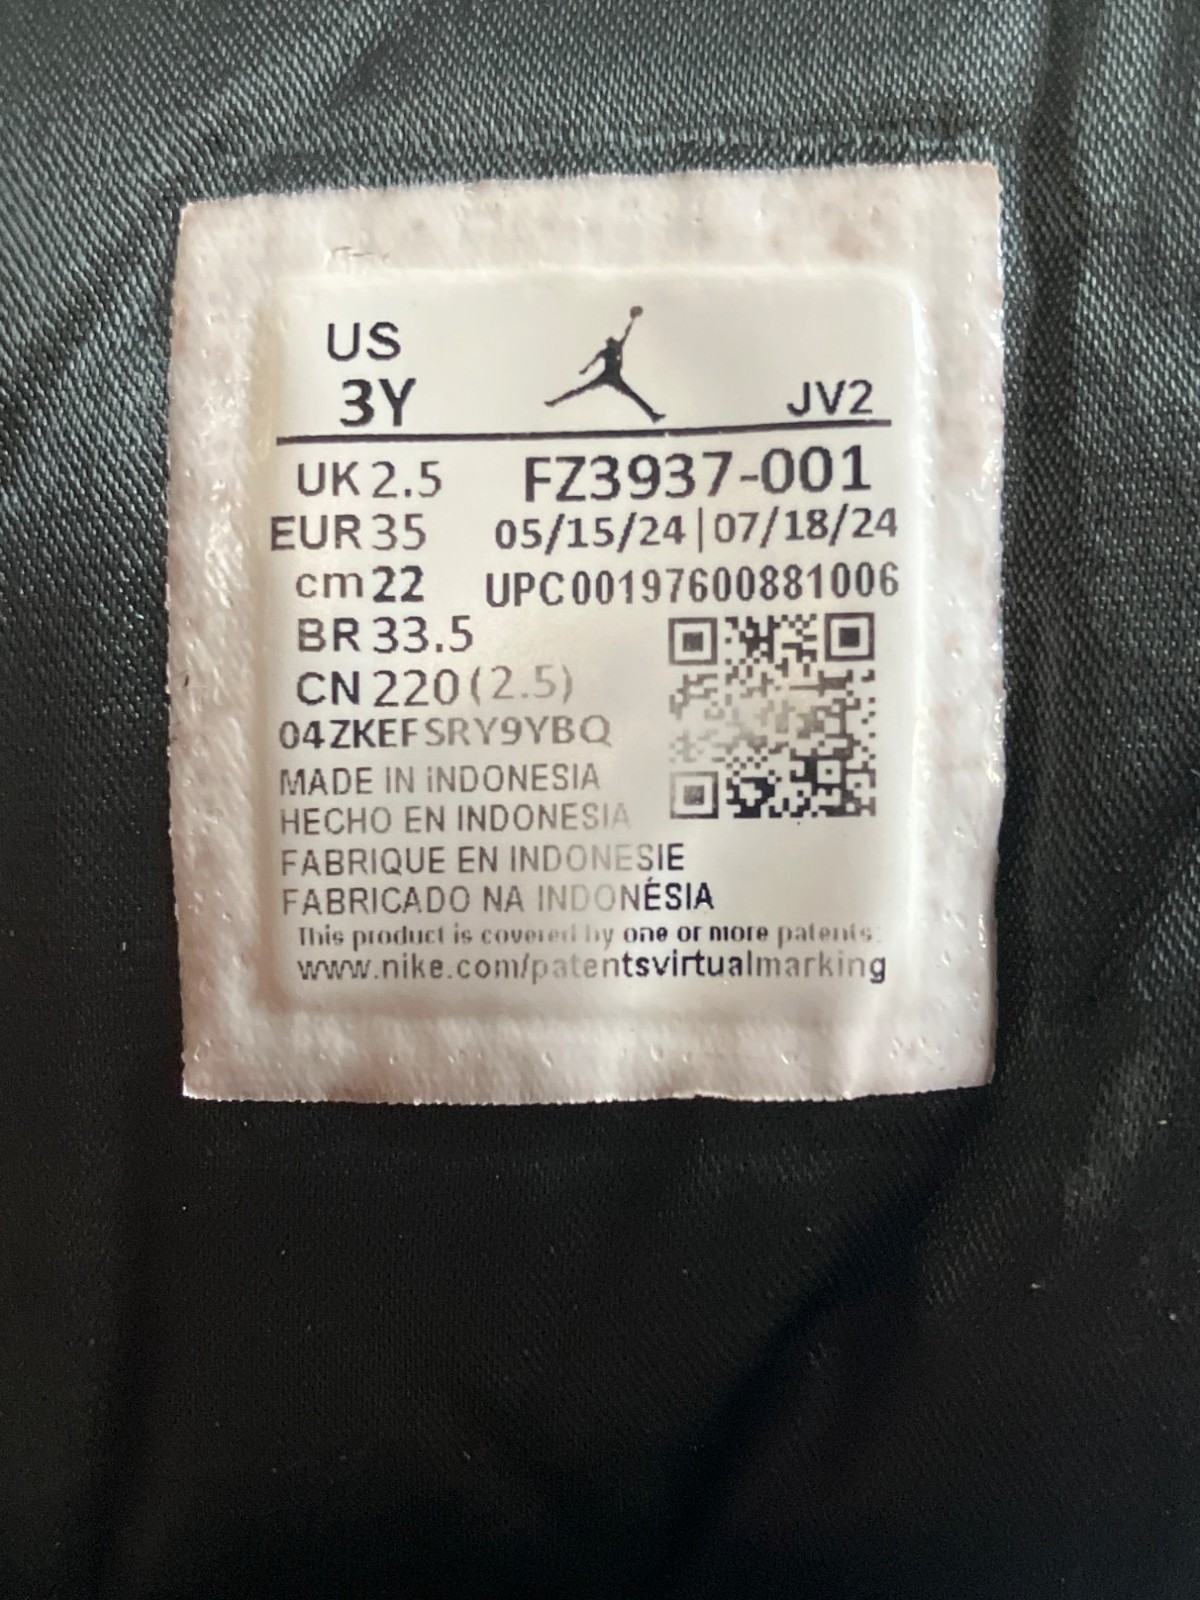 US
3Y JV2
UK 2.5 FZ3937-001
EUR 35 05/15/24 | 07/18/24
cm 22 UPC 00197600881006
BR 33.5
CN 220 (2.5)
04ZKEFSRY9YBQ
MADE IN INDONESIA
HECHO EN INDONESIA
FABRIQUE EN INDONESIE
FABRICADO NA INDONÉSIA
This product is covered by one or more patents.
www.nike.com/patentsvirtualmarking